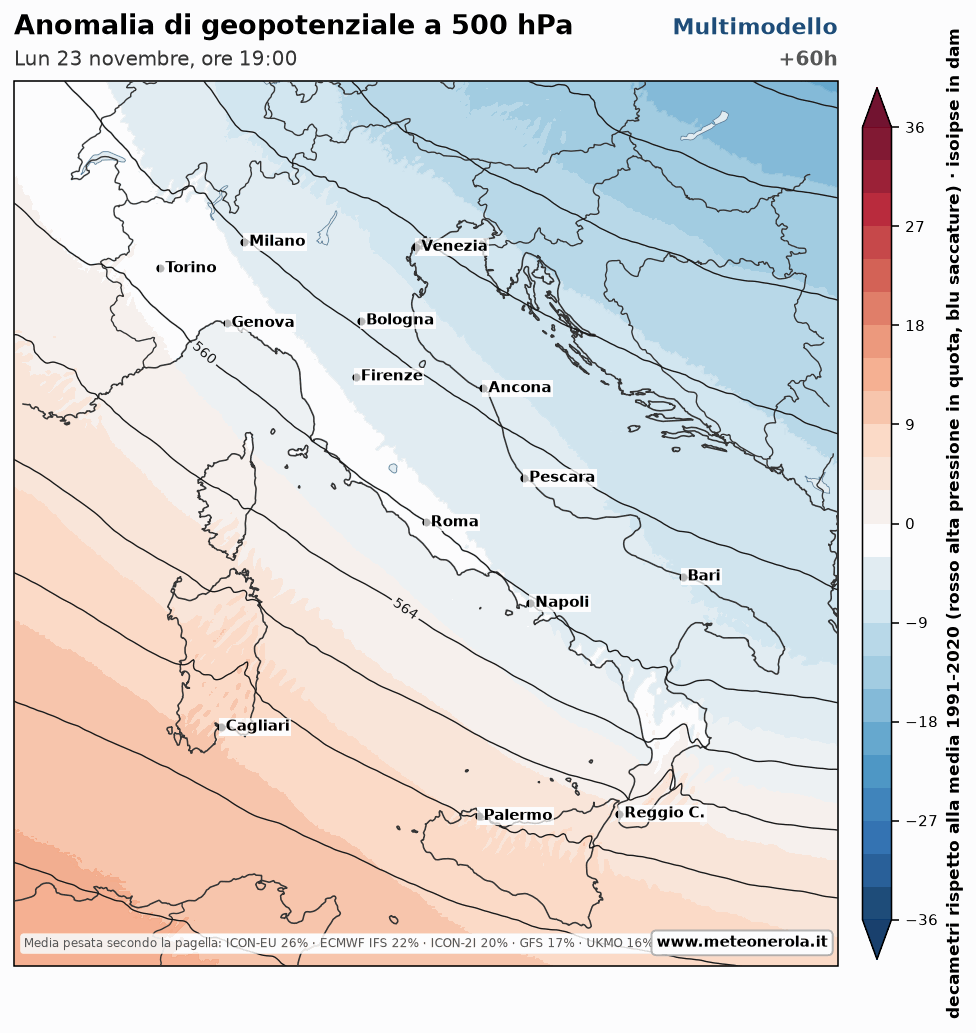 Anomalia di geopotenziale a 500 hPa
Multimodello
Lun 23 novembre, ore 19:00
+60h
Milano
Venezia
Torino
Genova
Bologna
560
Firenze
Ancona
Pescara
Roma
Bari
Napoli
564
Cagliari
Palermo
Reggio C.
Media pesata secondo la pagella: ICON-EU 26% · ECMWF IFS 22% · ICON-2I 20% · GFS 17% · UKMO 16%
www.meteonerola.it
36
27
18
9
0
−9
−18
−27
−36
decametri rispetto alla media 1991-2020 (rosso alta pressione in quota, blu saccature) · isoipse in dam